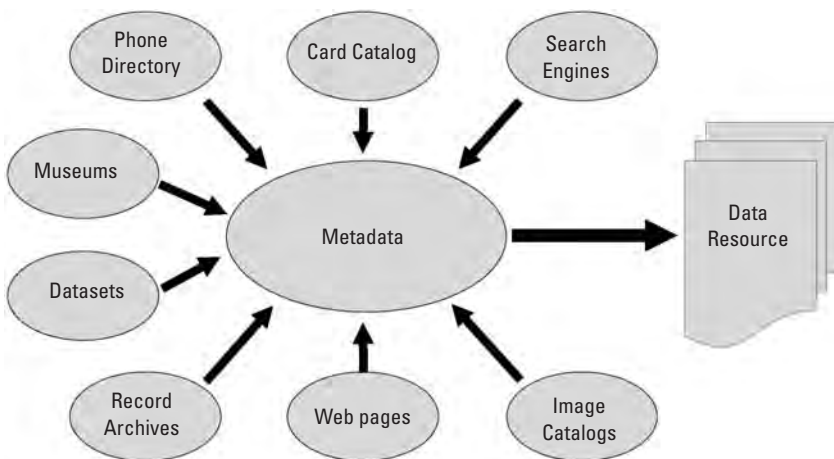 Phone
Directory
Card Catalog
Search
Engines
Museums
Metadata
Data
Resource
Datasets
Record
Archives
Web pages
Image
Catalogs